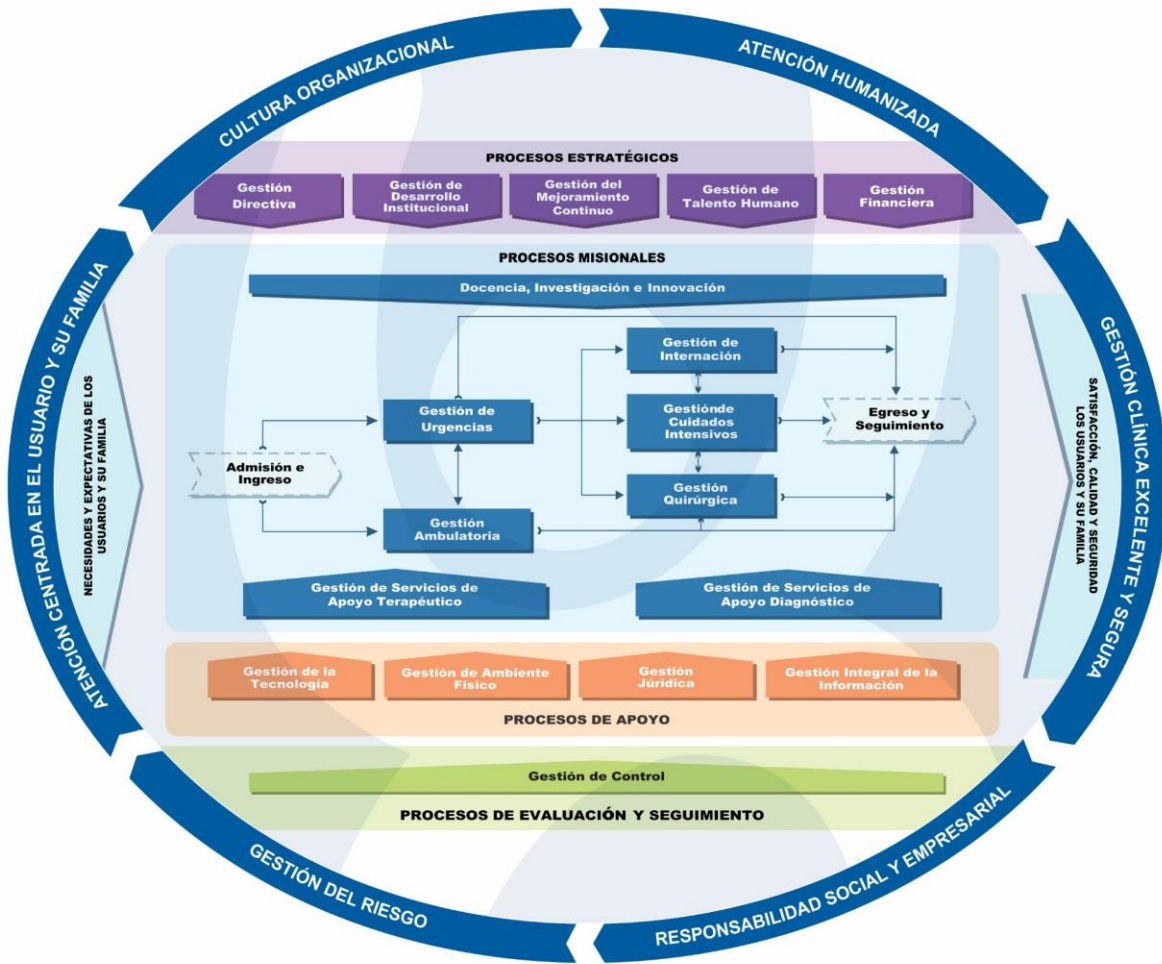 CULTURA ORGANIZACIONAL
ATENCIÓN HUMANIZADA
ATENCIÓN CENTRADA EN EL USUARIO Y SU FAMILIA
GESTIÓN CLÍNICA EXCELENTE Y SEGURA
NECESIDADES Y EXPECTATIVAS DE LOS
USUARIOS Y SU FAMILIA
SATISFACCIÓN, CALIDAD Y SEGURIDAD
LOS USUARIOS Y SU FAMILIA
PROCESOS ESTRATÉGICOS
Gestión
Directiva
Gestión de
Desarrollo
Institucional
Gestión del
Mejoramiento
Continuo
Gestión de
Talento Humano
Gestión
Financiera
PROCESOS MISIONALES
Docencia, Investigación e Innovación
Admisión e
Ingreso
Gestión de
Urgencias
Gestión
Ambulatoria
Gestión de
Internación
Gestiónde
Cuidados
Intensivos
Gestión
Quirúrgica
Egreso y
Seguimiento
Gestión de Servicios de
Apoyo Terapéutico
Gestión de Servicios de
Apoyo Diagnóstico
Gestión de la
Tecnología
Gestión de Ambiente
Físico
Gestión
Júridica
Gestión Integral de la
Información
PROCESOS DE APOYO
Gestión de Control
PROCESOS DE EVALUACIÓN Y SEGUIMIENTO
GESTIÓN DEL RIESGO
RESPONSABILIDAD SOCIAL Y EMPRESARIAL